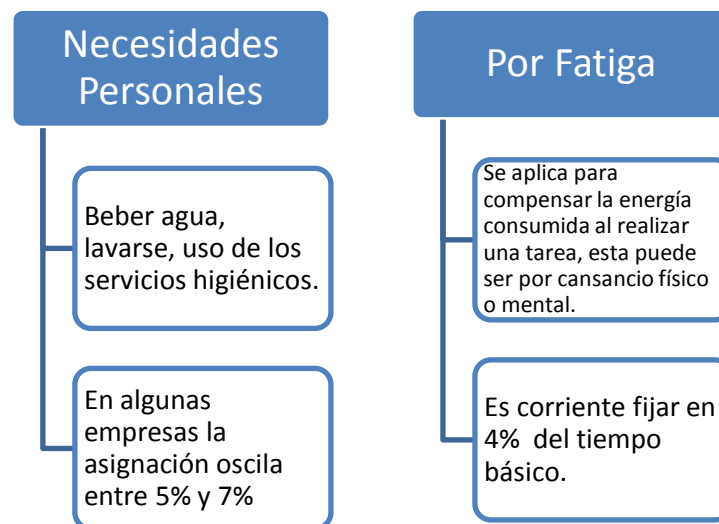 Necesidades
Personales
Beber agua,
lavarse, uso de los
servicios higiénicos.
En algunas
empresas la
asignación oscila
entre 5% y 7%
Por Fatiga
Se aplica para
compensar la energía
consumida al realizar
una tarea, esta puede
ser por cansancio físico
o mental.
Es corriente fijar en
4% del tiempo
básico.